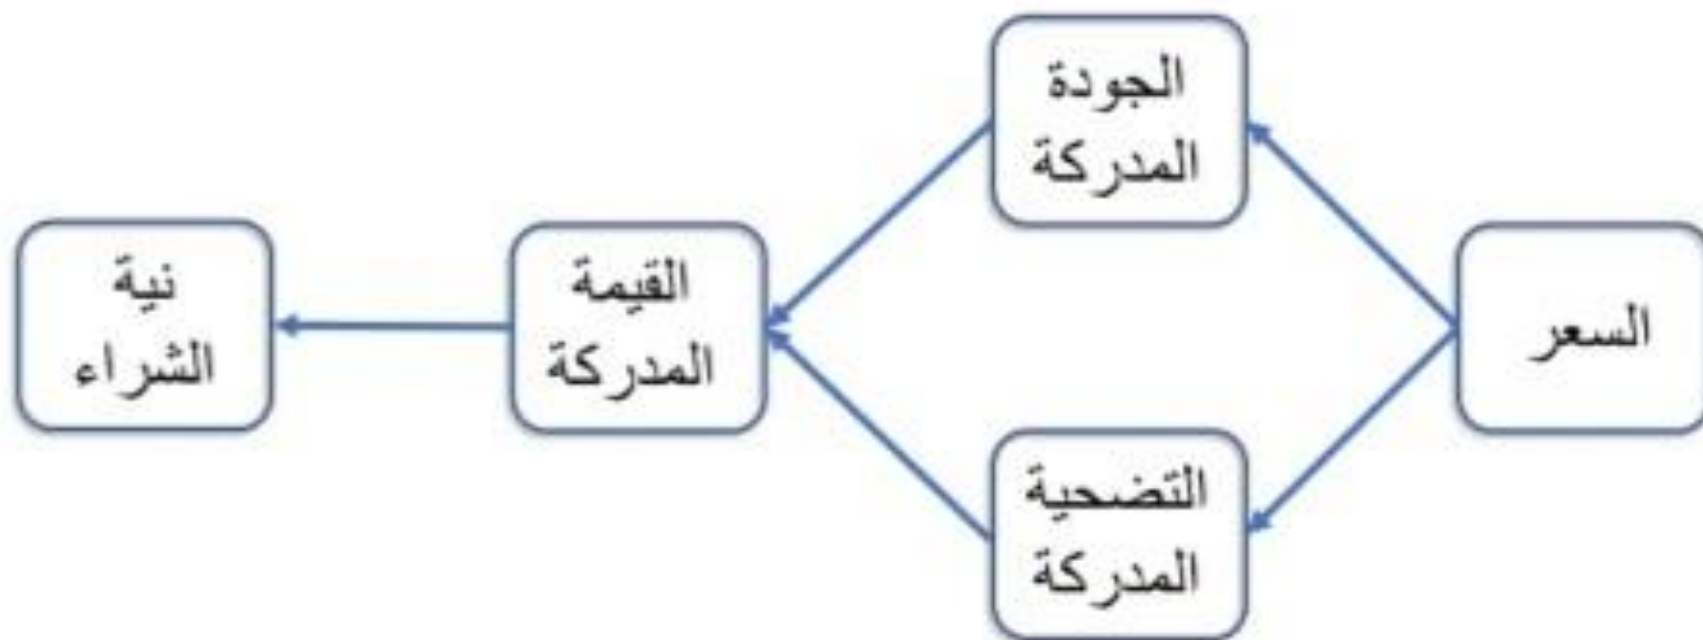 السعر
الجودة
المدركة
التضحية
المدركة
القيمة
المدركة
نية
الشراء